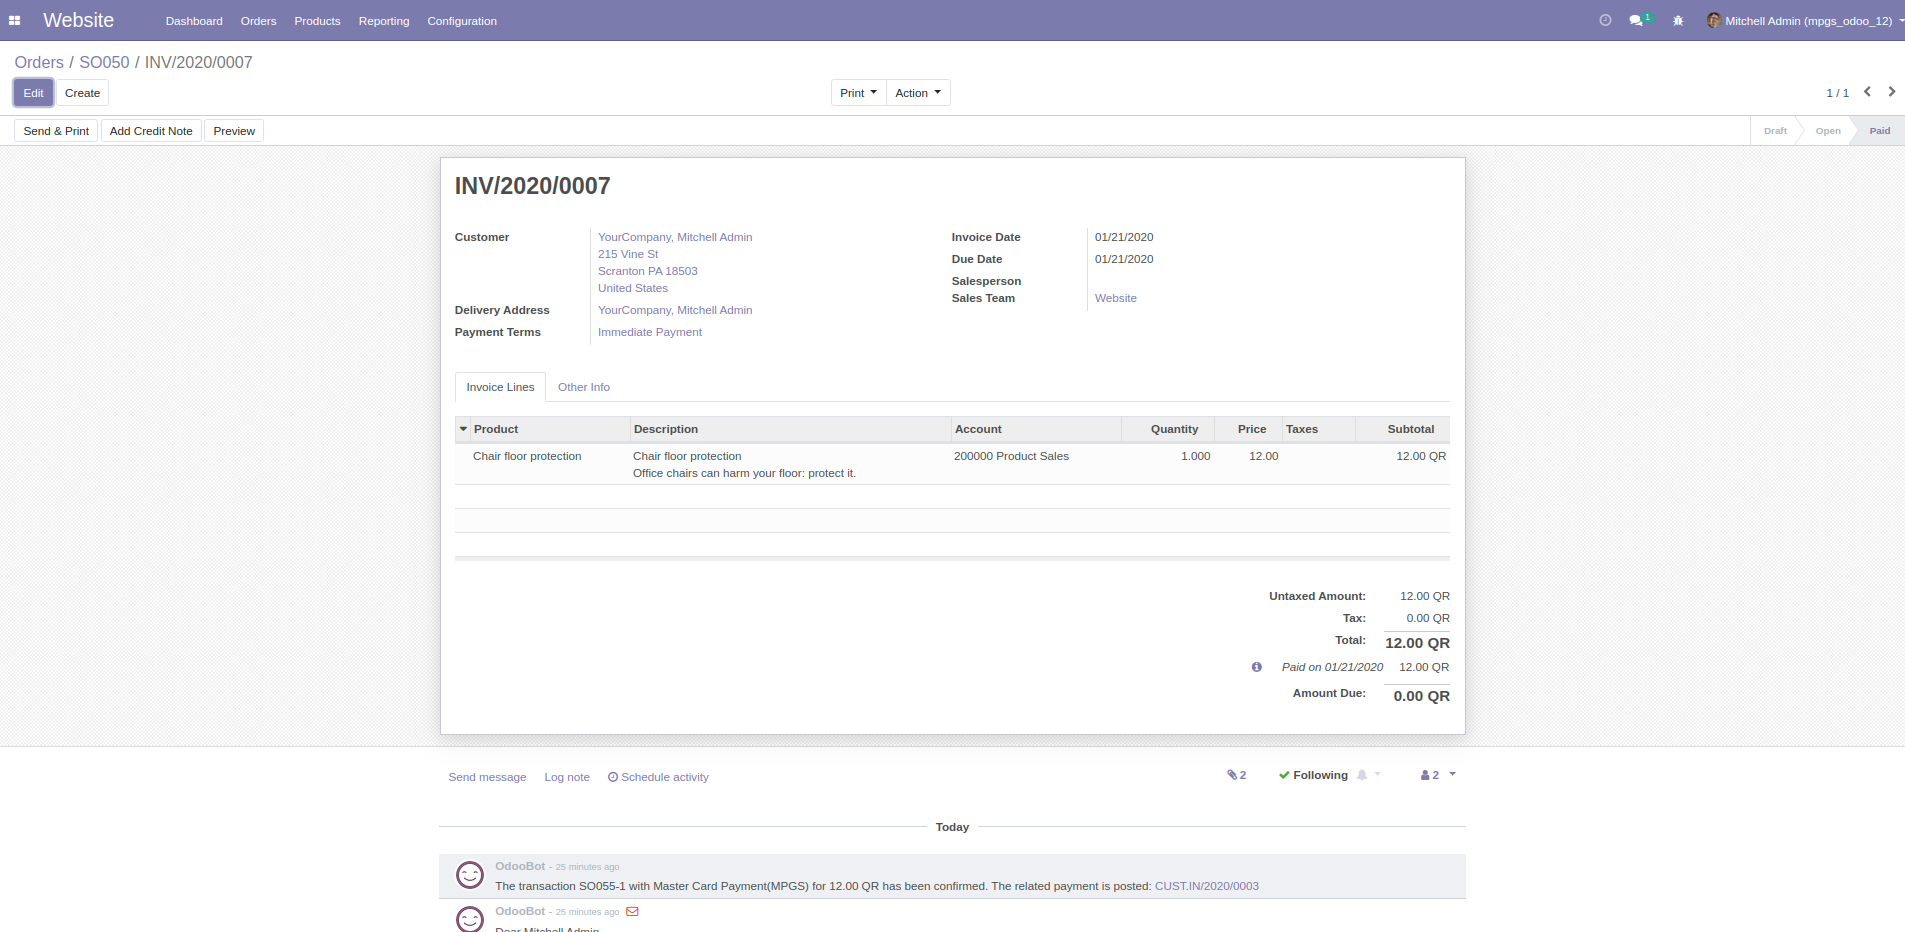 Website Dashboard Orders Products Reporting Configuration 1 Mitchell Admin (mpgs_odoo_12)
Orders / SO050 / INV/2020/0007
Edit Create Print Action 1 / 1
Send & Print Add Credit Note Preview Draft Open Paid
INV/2020/0007
Customer YourCompany, Mitchell Admin
215 Vine St
Scranton PA 18503
United States
Delivery Address YourCompany, Mitchell Admin
Payment Terms Immediate Payment
Invoice Date 01/21/2020
Due Date 01/21/2020
Salesperson
Sales Team Website
Invoice Lines Other Info
Product Description Account Quantity Price Taxes Subtotal
Chair floor protection Chair floor protection 200000 Product Sales 1.000 12.00 12.00 QR
Office chairs can harm your floor: protect it.
Untaxed Amount: 12.00 QR
Tax: 0.00 QR
Total: 12.00 QR
Paid on 01/21/2020 12.00 QR
Amount Due: 0.00 QR
Send message Log note Schedule activity 2 Following 2
Today
OdooBot - 25 minutes ago
The transaction SO055-1 with Master Card Payment(MPGS) for 12.00 QR has been confirmed. The related payment is posted: CUST.IN/2020/0003
OdooBot - 25 minutes ago
Dear Mitchell Admin